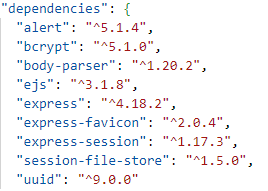 "dependencies": {
"alert": "^5.1.4",
"bcrypt": "^5.1.0",
"body-parser": "^1.20.2",
"ejs": "^3.1.8",
"express": "^4.18.2",
"express-favicon": "^2.0.4",
"express-session": "^1.17.3",
"session-file-store": "^1.5.0",
"uuid": "^9.0.0"